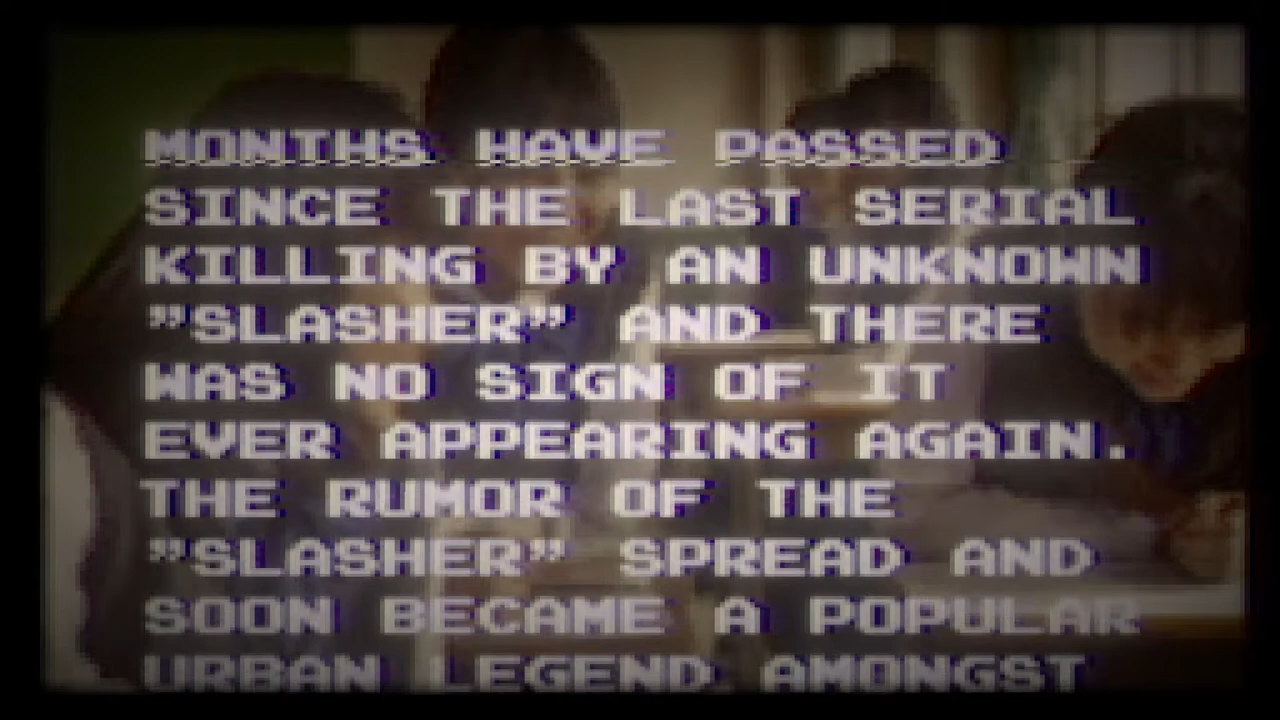 MONTHS HAVE PASSED
SINCE THE LAST SERIAL
KILLING BY AN UNKNOWN
”SLASHER” AND THERE
WAS NO SIGN OF IT
EVER APPEARING AGAIN.
THE RUMOR OF THE
”SLASHER” SPREAD AND
SOON BECAME A POPULAR
URBAN LEGEND AMONGST